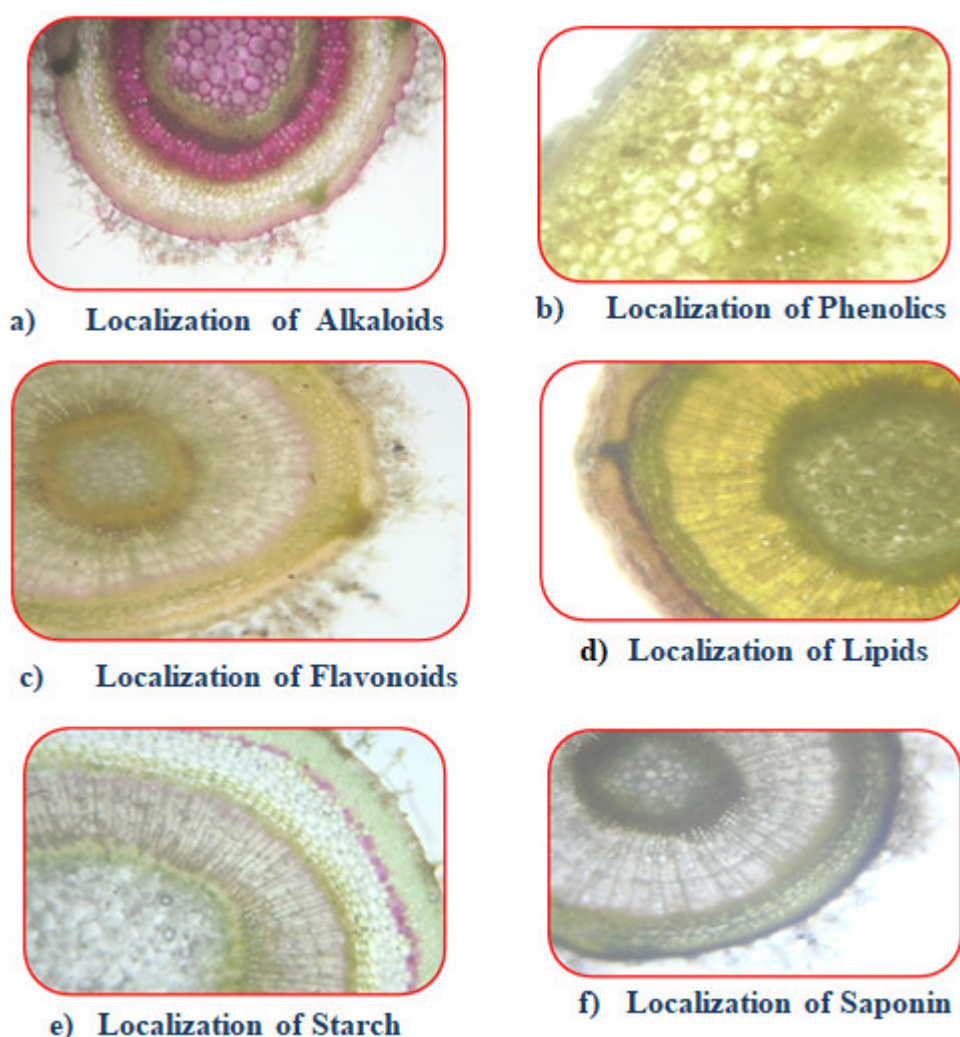 a) Localization of Alkaloids
b) Localization of Phenolics
c) Localization of Flavonoids
d) Localization of Lipids
e) Localization of Starch
f) Localization of Saponin